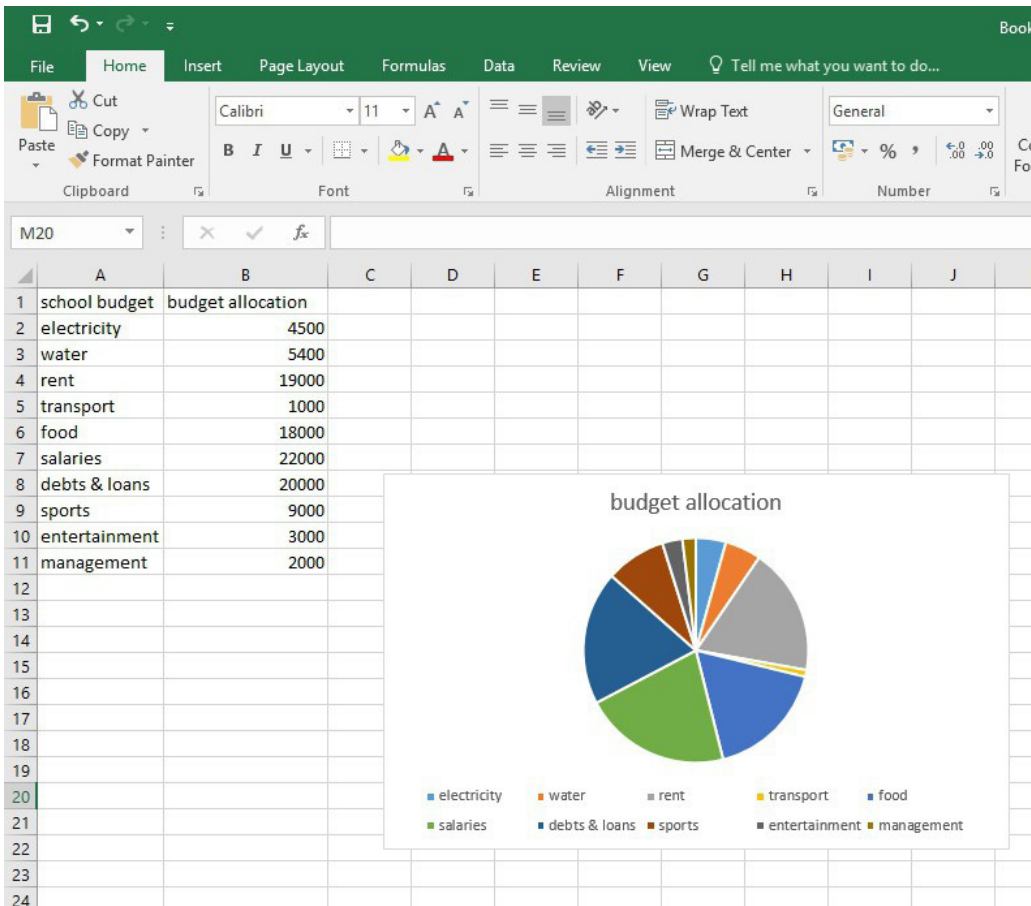 Book
File Home Insert Page Layout Formulas Data Review View Tell me what you want to do...
Cut
Copy
Format Painter
Paste
Calibri 11 A A
B I U A
Wrap Text
Merge & Center
General
% , .0 .00 .00 .0
Clipboard Font Alignment Number
M20 fx
A B C D E F G H I J
1 school budget budget allocation
2 electricity 4500
3 water 5400
4 rent 19000
5 transport 1000
6 food 18000
7 salaries 22000
8 debts & loans 20000
9 sports 9000
10 entertainment 3000
11 management 2000
12
13
14
15
16
17
18
19
20
21
22
23
24
budget allocation
electricity water rent transport food
salaries debts & loans sports entertainment management